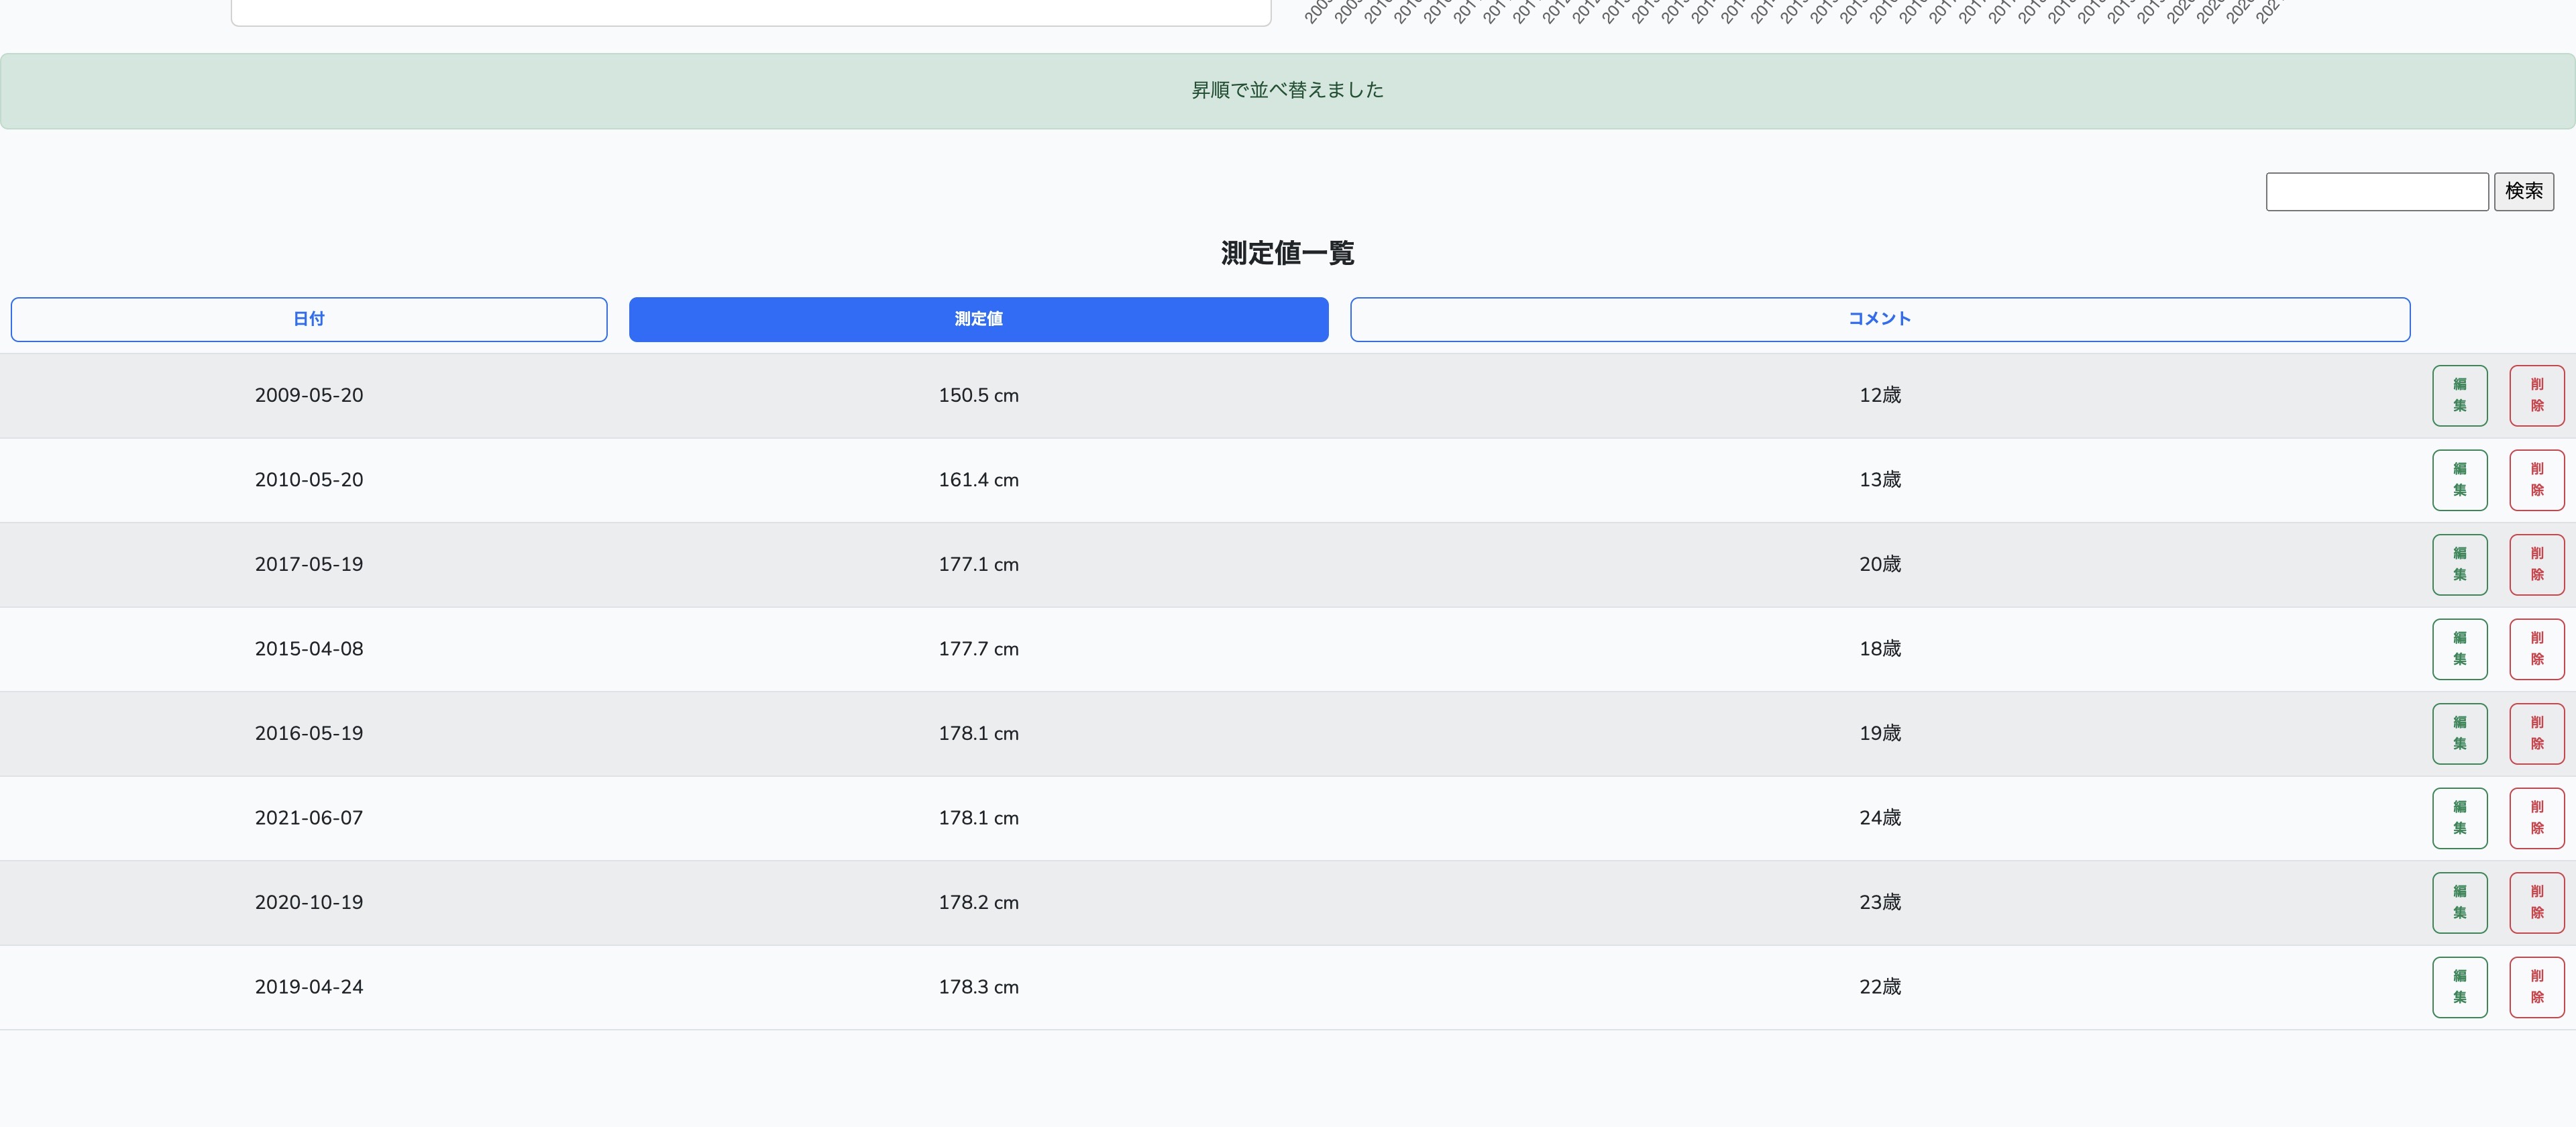 昇順で並べ替えました
検索
測定値一覧
日付 測定値 コメント
2009-05-20 150.5 cm 12歳 編集 削除
2010-05-20 161.4 cm 13歳 編集 削除
2017-05-19 177.1 cm 20歳 編集 削除
2015-04-08 177.7 cm 18歳 編集 削除
2016-05-19 178.1 cm 19歳 編集 削除
2021-06-07 178.1 cm 24歳 編集 削除
2020-10-19 178.2 cm 23歳 編集 削除
2019-04-24 178.3 cm 22歳 編集 削除